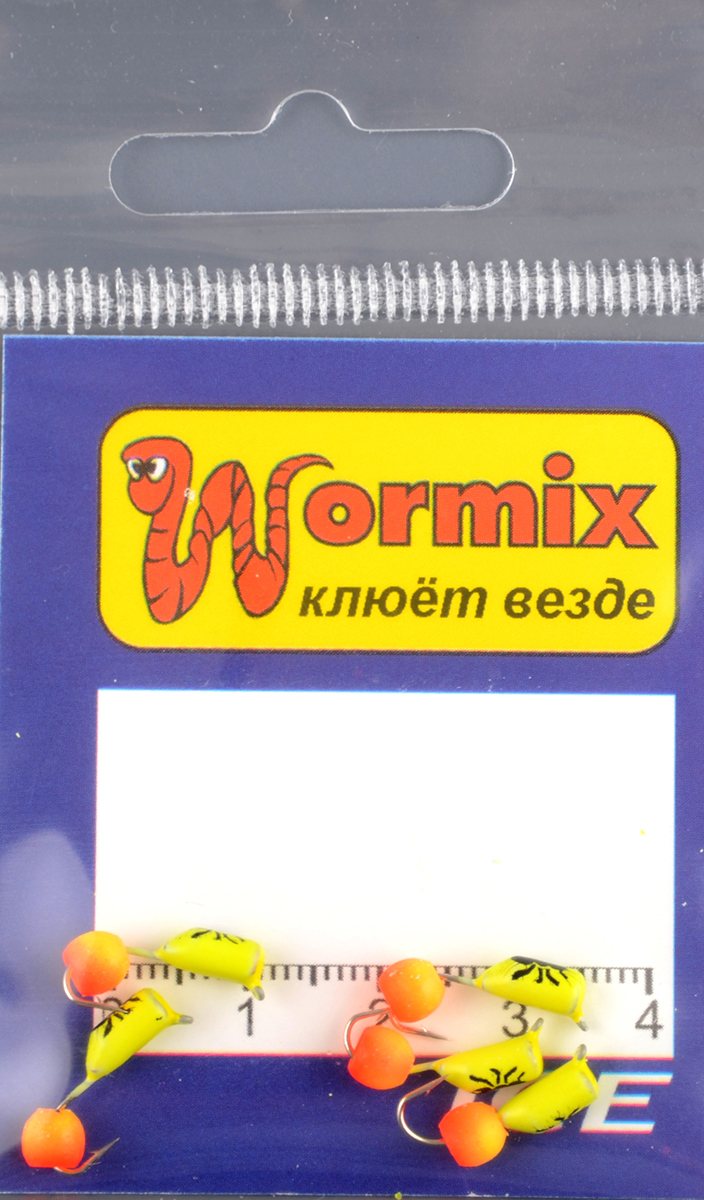 Wormix
клюёт везде
1 2 3 4
E